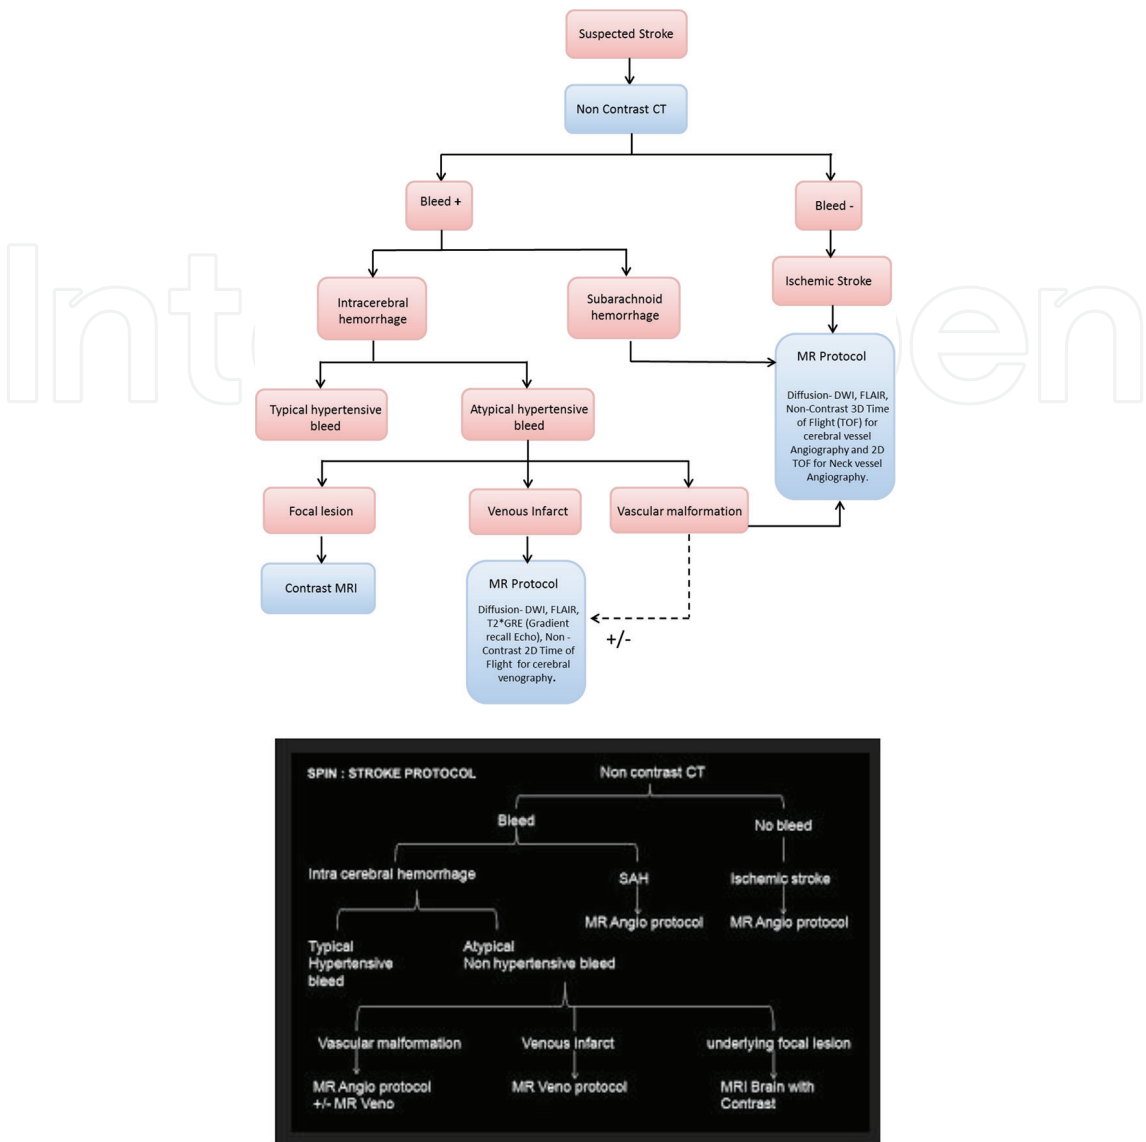 Suspected Stroke
Non Contrast CT
Bleed +
Bleed -
Intracerebral
hemorrhage
Subarachnoid
hemorrhage
Ischemic Stroke
Typical hypertensive
bleed
Atypical hypertensive
bleed
MR Protocol
Diffusion- DWI, FLAIR,
Non-Contrast 3D Time
of Flight (TOF) for
cerebral vessel
Angiography and 2D
TOF for Neck vessel
Angiography.
Focal lesion
Venous Infarct
Vascular malformation
Contrast MRI
MR Protocol
Diffusion- DWI, FLAIR,
T2*GRE (Gradient
recall Echo), Non -
Contrast 2D Time of
Flight for cerebral
venography.
+/-
SPIN : STROKE PROTOCOL
Non contrast CT
Bleed
No bleed
Intra cerebral hemorrhage
SAH
Ischemic stroke
MR Angio protocol
MR Angio protocol
Typical
Hypertensive
bleed
Atypical
Non hypertensive bleed
Vascular malformation
Venous Infarct
underlying focal lesion
MR Angio protocol
+/- MR Veno
MR Veno protocol
MRI Brain with
Contrast